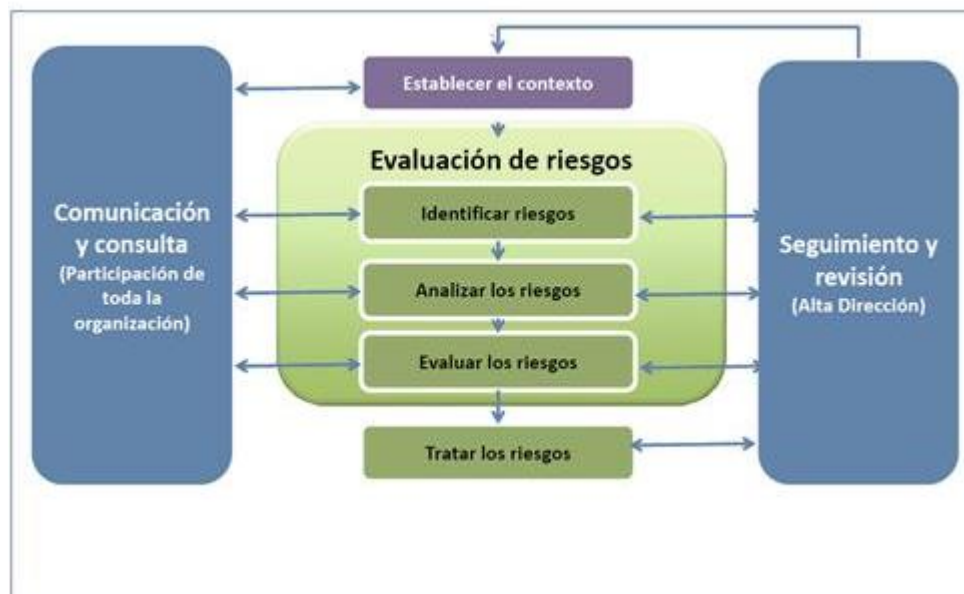 Establecer el contexto
Evaluación de riesgos
Identificar riesgos
Analizar los riesgos
Evaluar los riesgos
Tratar los riesgos
Comunicación
y consulta
(Participación de
toda la
organización)
Seguimiento y
revisión
(Alta Dirección)